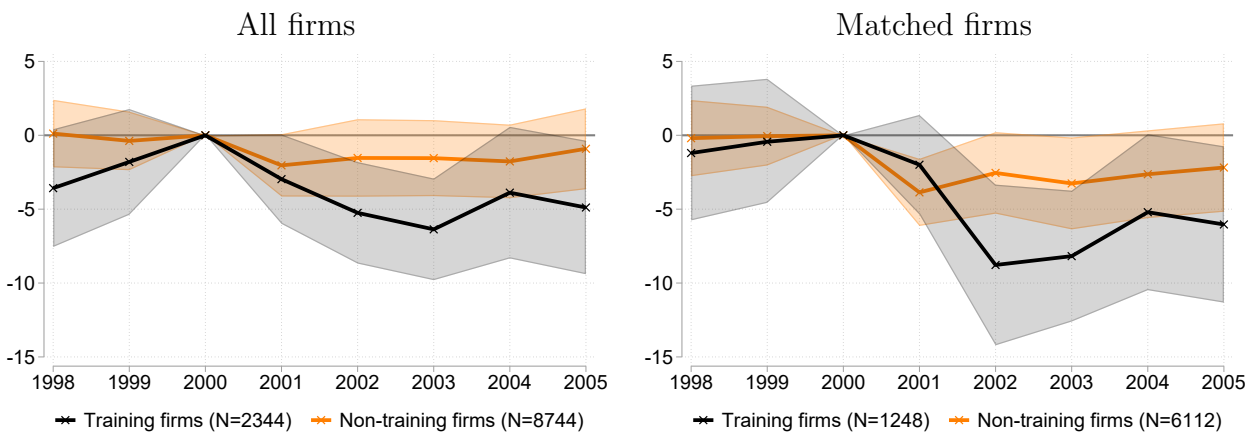 All firms
5
0
-5
-10
-15
1998 1999 2000 2001 2002 2003 2004 2005
Training firms (N=2344) Non-training firms (N=8744)
Matched firms
5
0
-5
-10
-15
1998 1999 2000 2001 2002 2003 2004 2005
Training firms (N=1248) Non-training firms (N=6112)